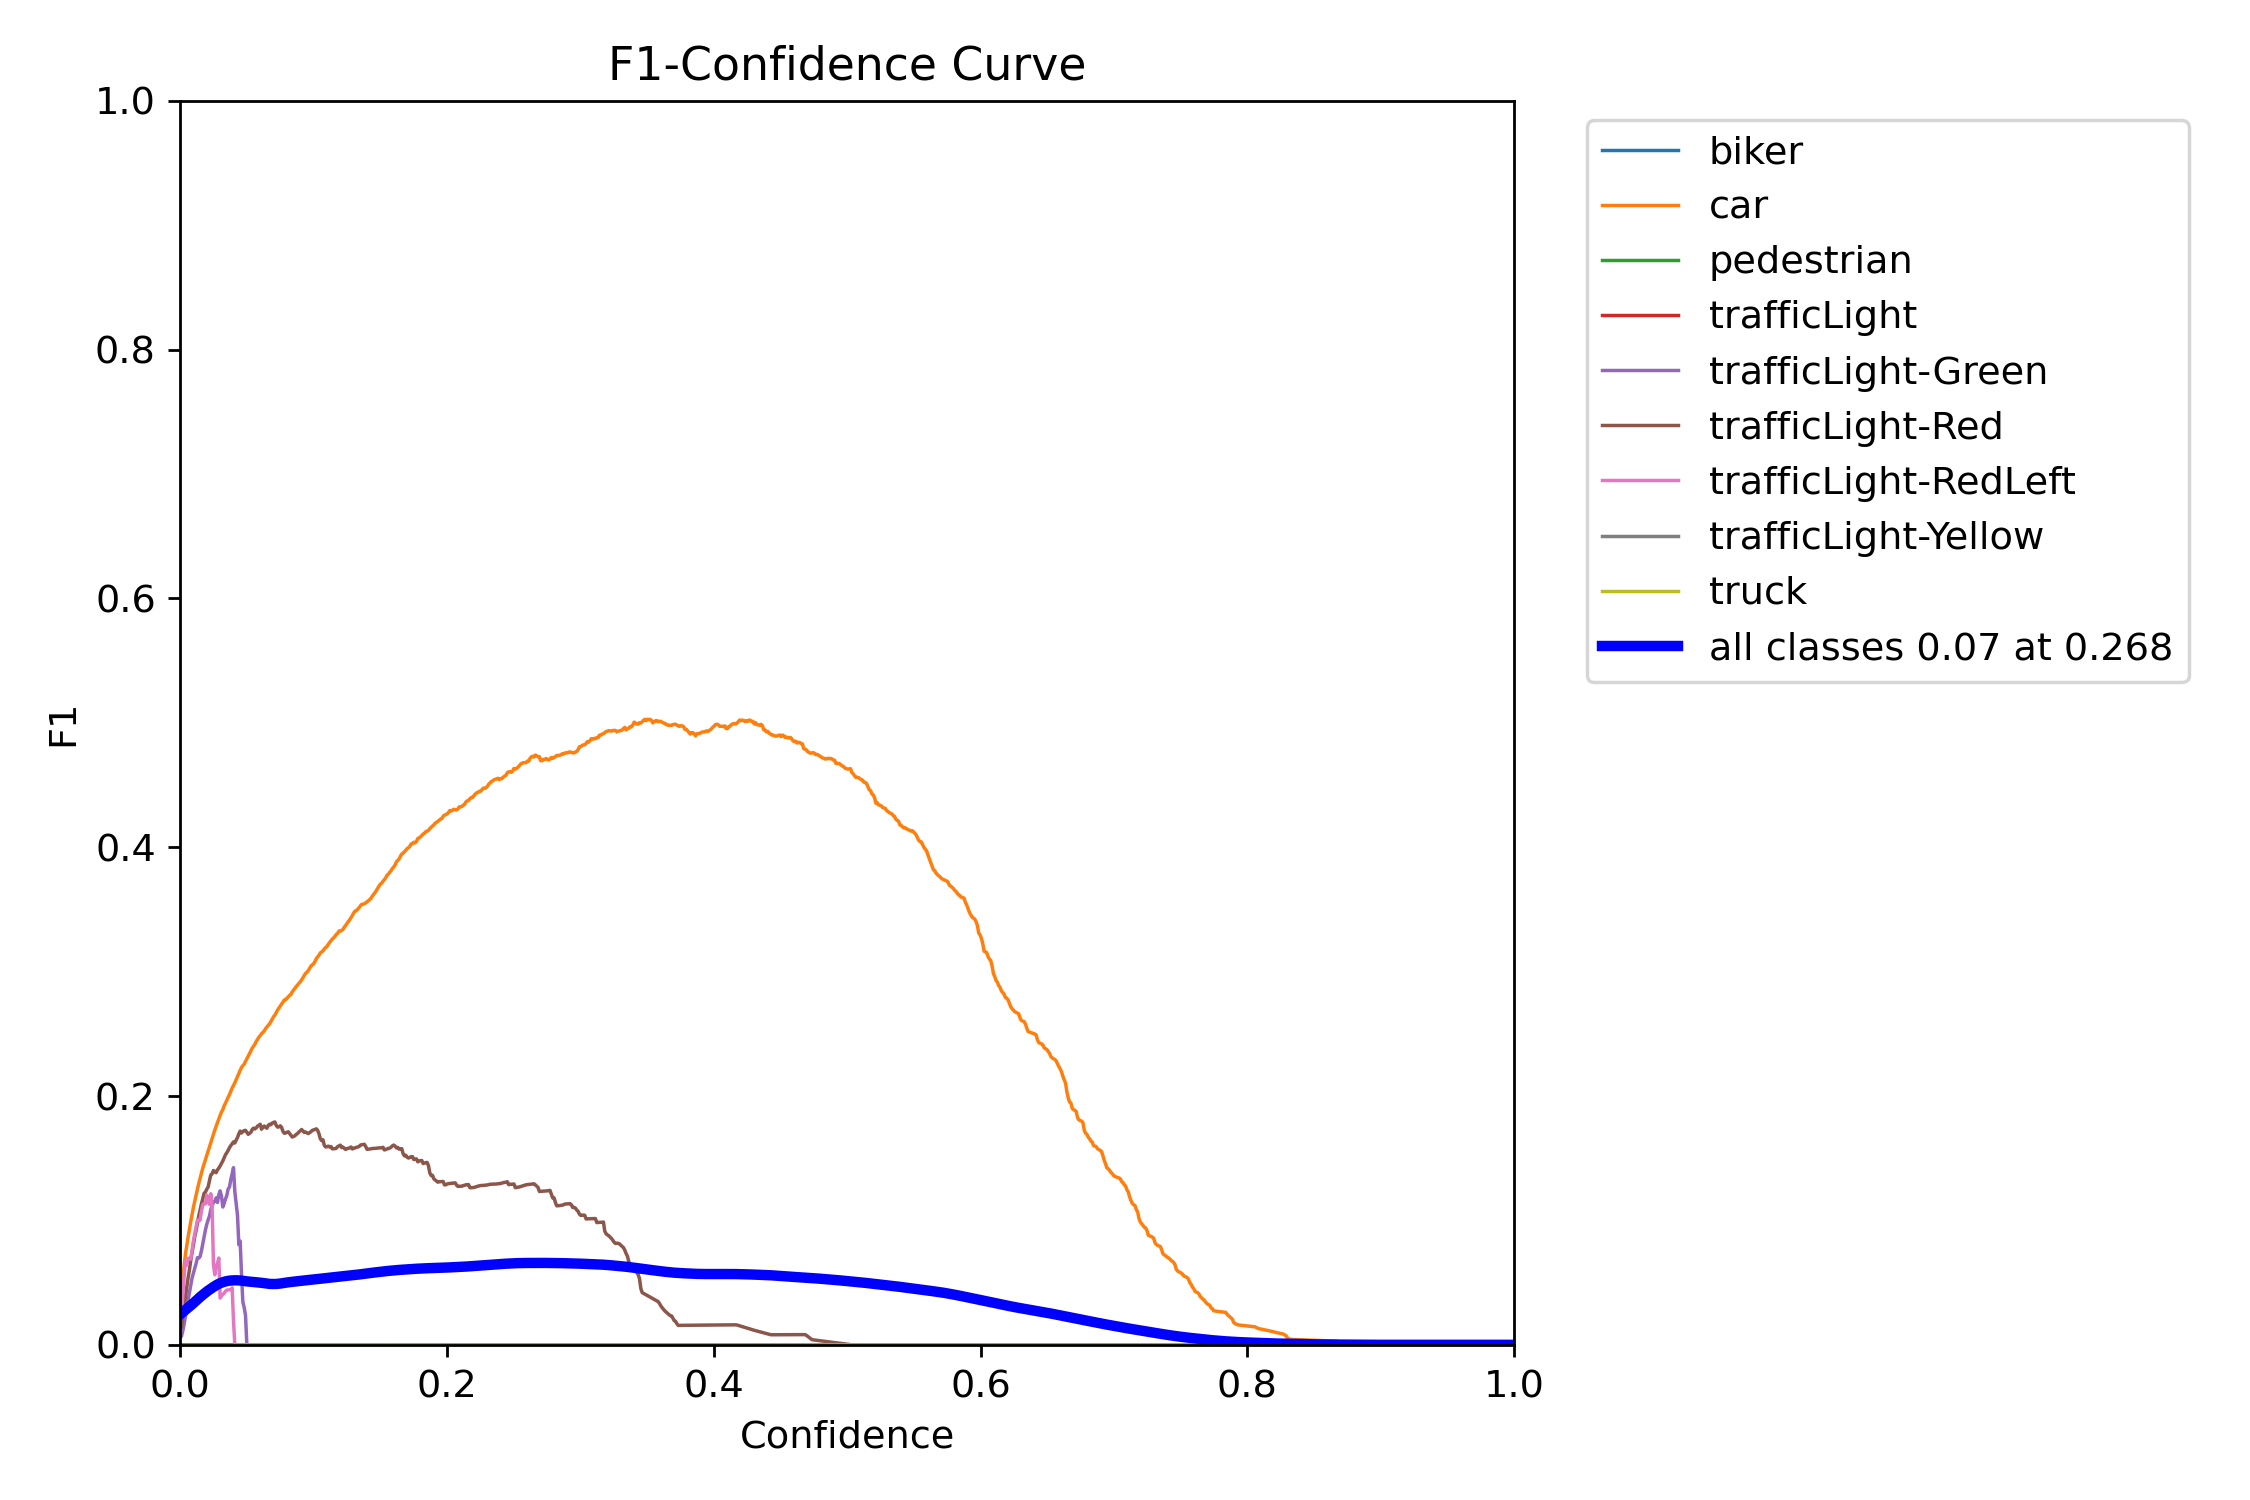 F1-Confidence Curve
1.0
0.8
0.6
0.4
0.2
0.0
F1
0.0 0.2 0.4 0.6 0.8 1.0
Confidence
biker
car
pedestrian
trafficLight
trafficLight-Green
trafficLight-Red
trafficLight-RedLeft
trafficLight-Yellow
truck
all classes 0.07 at 0.268